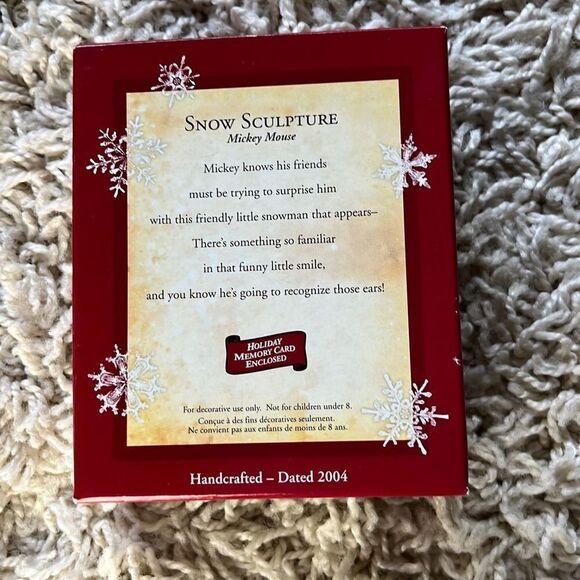 SNOW SCULPTURE
Mickey Mouse
Mickey knows his friends
must be trying to surprise him
with this friendly little snowman that appears–
There's something so familiar
in that funny little smile,
and you know he's going to recognize those ears!
HOLIDAY
MEMORY CARD
ENCLOSED
For decorative use only. Not for children under 8.
Conçue à des fins décoratives seulement.
Ne convient pas aux enfants de moins de 8 ans.
Handcrafted – Dated 2004